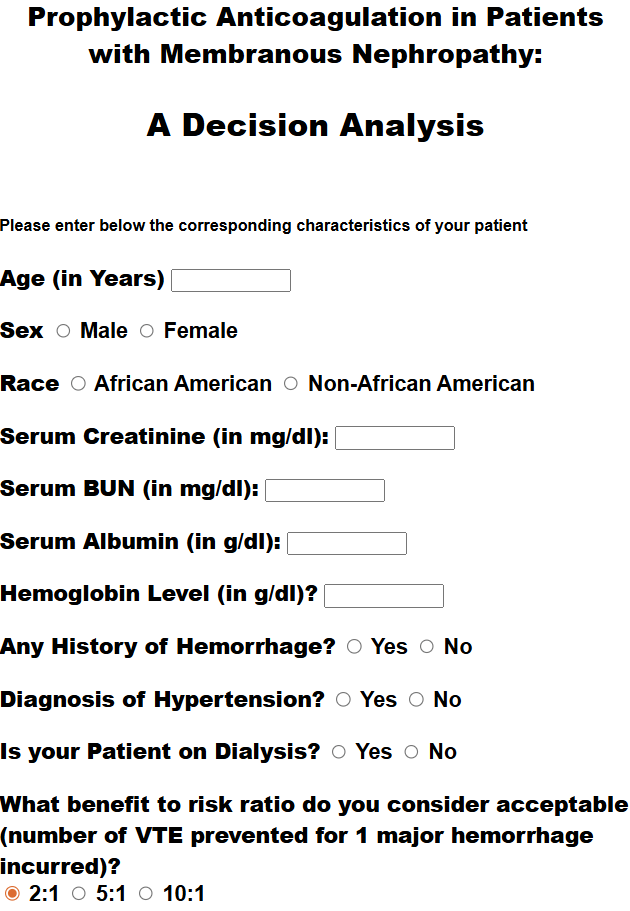 Prophylactic Anticoagulation in Patients
with Membranous Nephropathy:
A Decision Analysis
Please enter below the corresponding characteristics of your patient
Age (in Years)
Sex Male Female
Race African American Non-African American
Serum Creatinine (in mg/dl):
Serum BUN (in mg/dl):
Serum Albumin (in g/dl):
Hemoglobin Level (in g/dl)?
Any History of Hemorrhage? Yes No
Diagnosis of Hypertension? Yes No
Is your Patient on Dialysis? Yes No
What benefit to risk ratio do you consider acceptable
(number of VTE prevented for 1 major hemorrhage
incurred)?
2:1 5:1 10:1